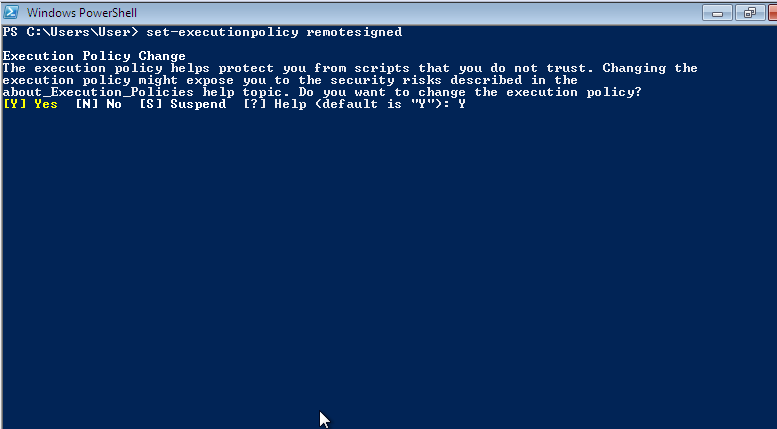 Windows PowerShell
PS C:\Users\User> set-executionpolicy remotesigned
Execution Policy Change
The execution policy helps protect you from scripts that you do not trust. Changing the
execution policy might expose you to the security risks described in the
about_Execution_Policies help topic. Do you want to change the execution policy?
[Y] Yes  [N] No  [S] Suspend  [?] Help (default is "Y"): Y